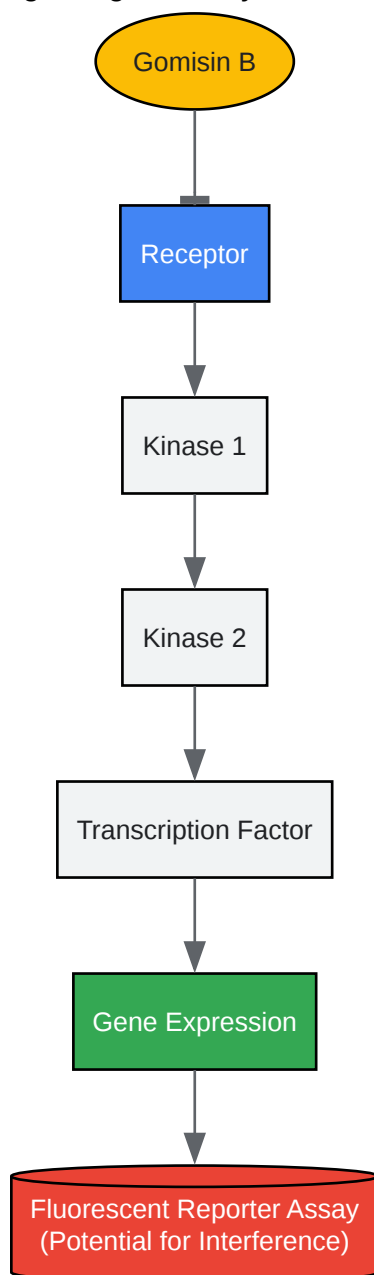 Gomisin B
Receptor
Kinase 1
Kinase 2
Transcription Factor
Gene Expression
Fluorescent Reporter Assay
(Potential for Interference)